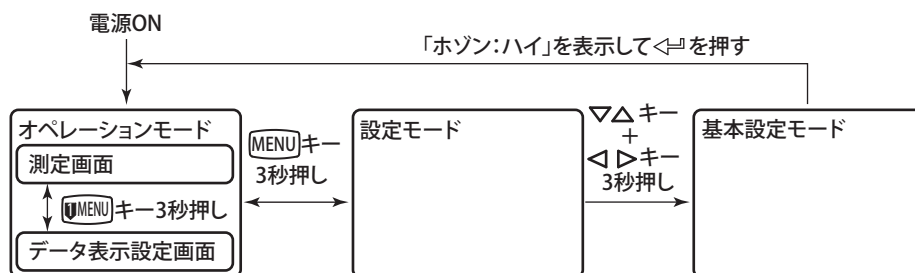 電源ON
「ホゾン：ハイ」を表示して を押す
オペレーションモード
測定画面
MENUキー3秒押し
データ表示設定画面
MENUキー
3秒押し
設定モード
▽△キー
+
◁ ▷キー
3秒押し
基本設定モード